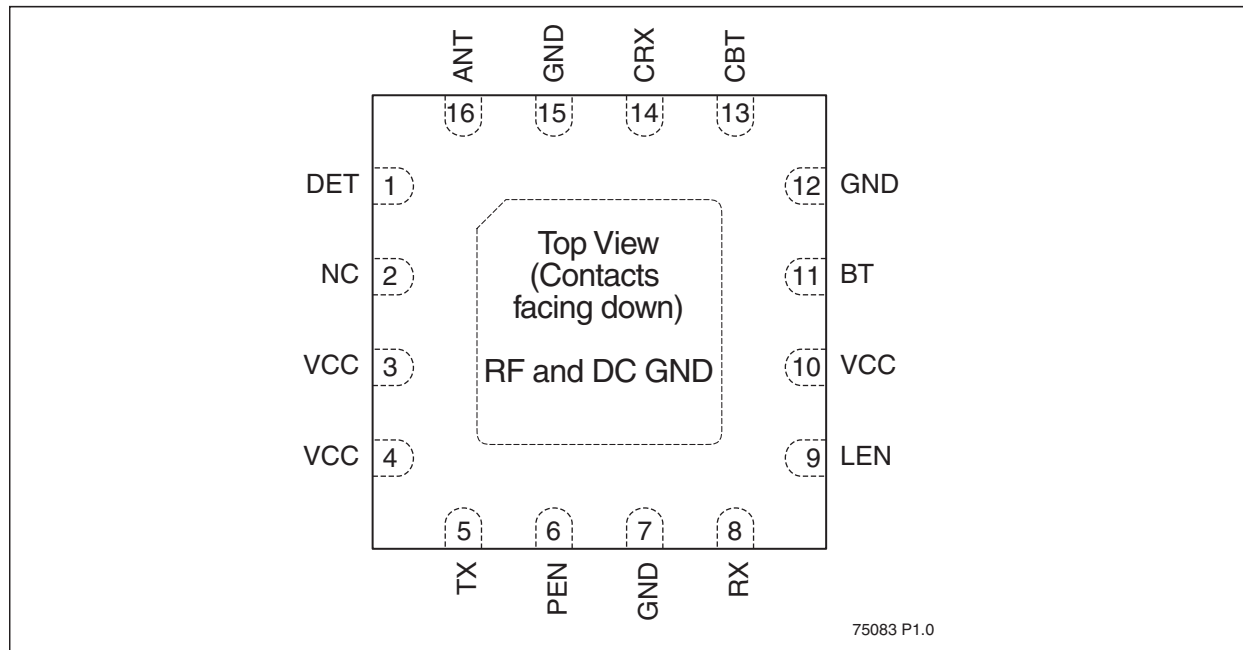 ANT GND CRX CBT
16 15 14 13
DET 1 12 GND
NC 2 11 BT
VCC 3 10 VCC
VCC 4 9 LEN
Top View
(Contacts
facing down)
RF and DC GND
5 6 7 8
TX PEN GND RX
75083 P1.0